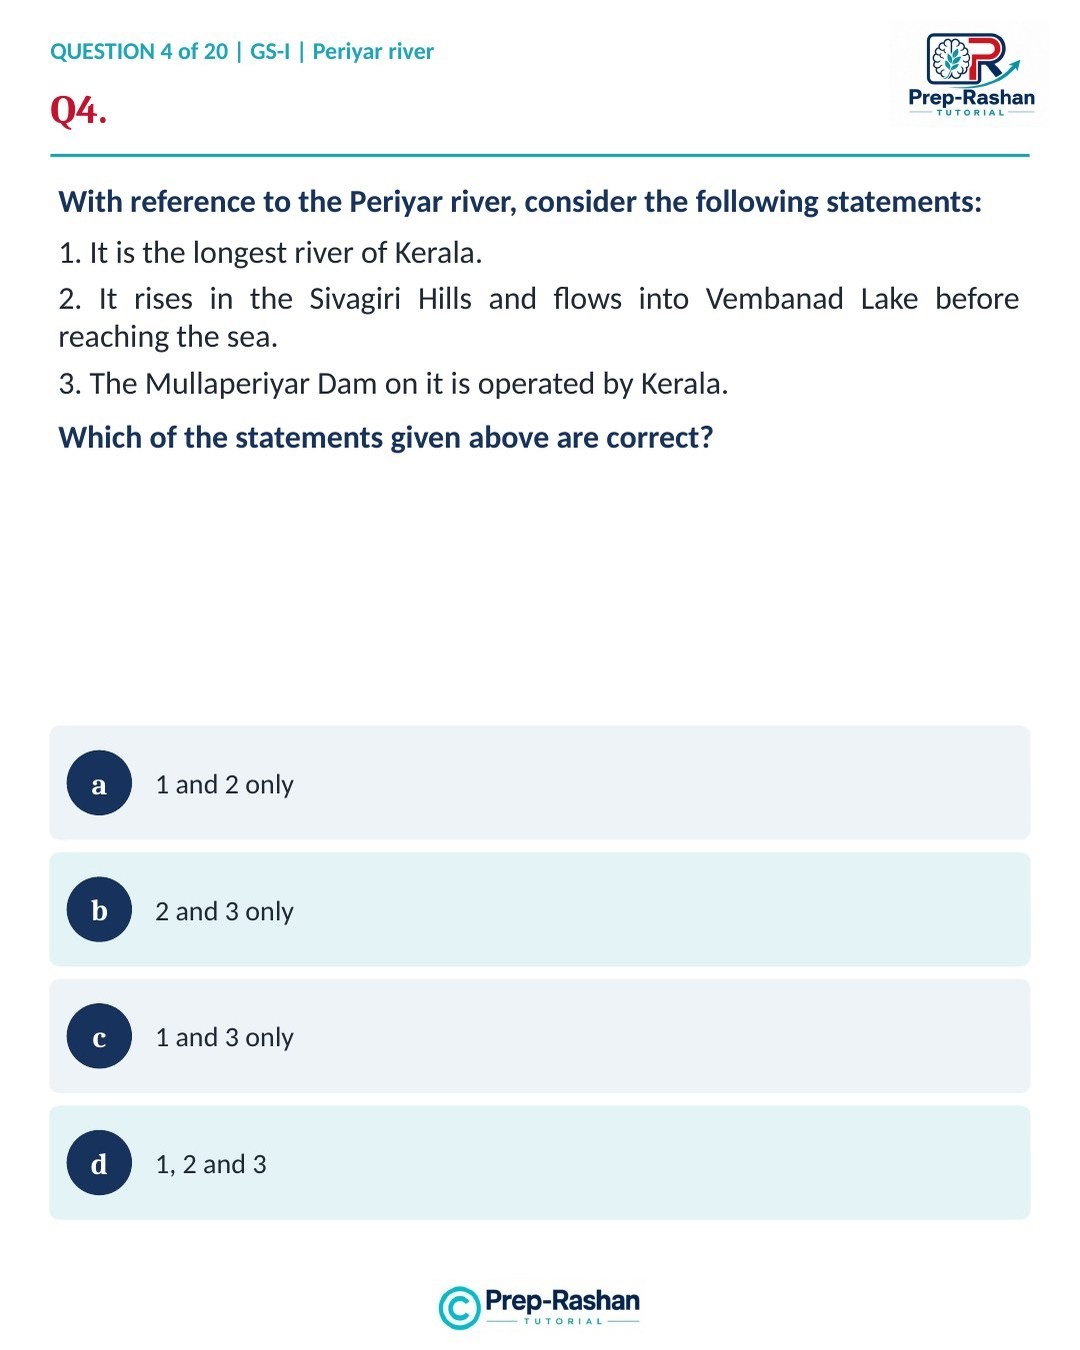 QUESTION 4 of 20 | GS-I | Periyar river
Prep-Rashan
TUTORIAL
Q4.
With reference to the Periyar river, consider the following statements:
1. It is the longest river of Kerala.
2. It rises in the Sivagiri Hills and flows into Vembanad Lake before
reaching the sea.
3. The Mullaperiyar Dam on it is operated by Kerala.
Which of the statements given above are correct?
a 1 and 2 only
b 2 and 3 only
c 1 and 3 only
d 1, 2 and 3
© Prep-Rashan
TUTORIAL